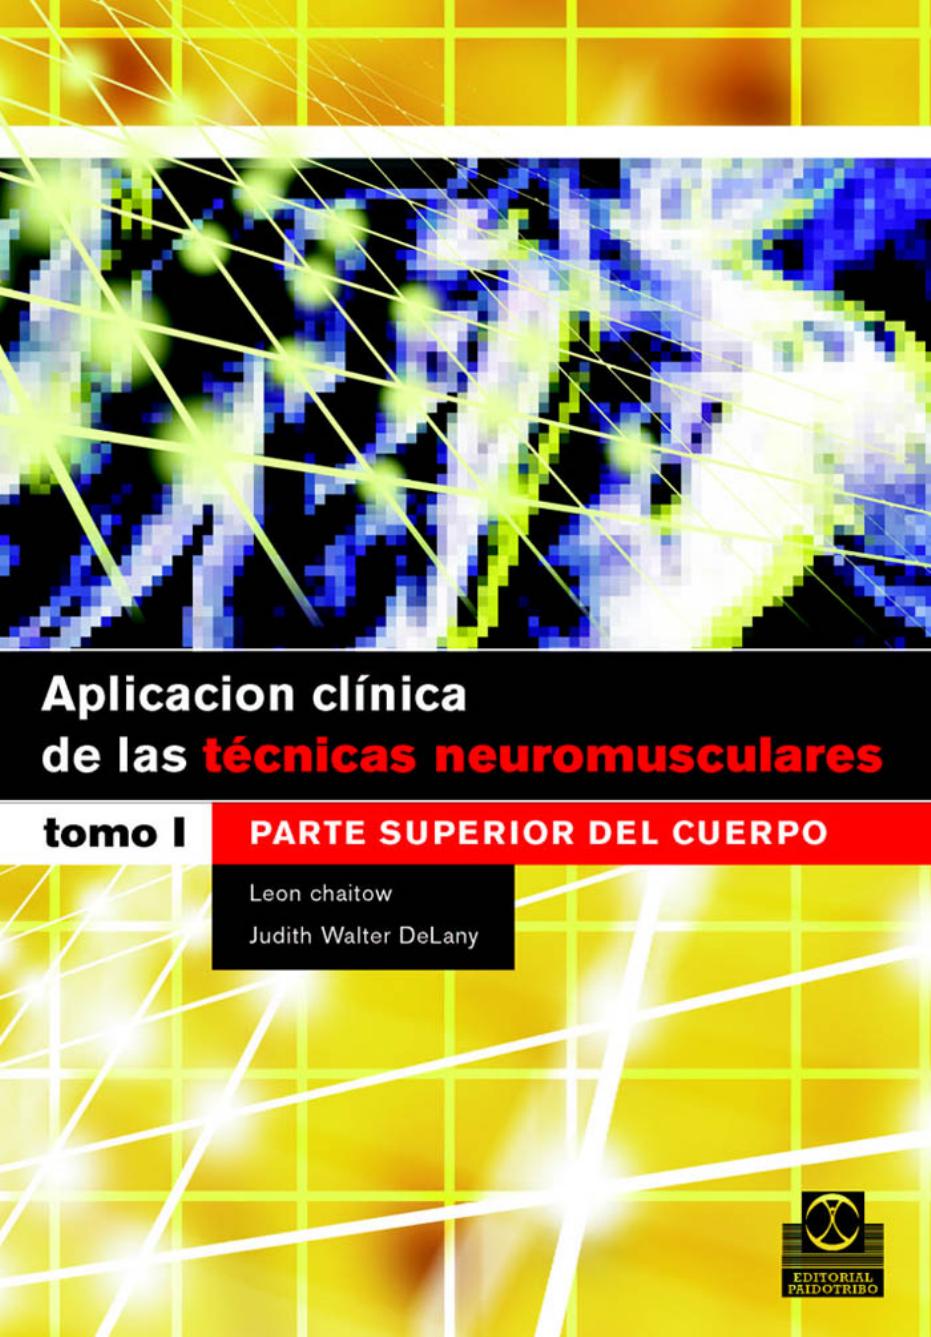 Aplicacion clínica
de las técnicas neuromusculares
tomo I
PARTE SUPERIOR DEL CUERPO
Leon chaitow
Judith Walter DeLany
EDITORIAL
PAIDOTRIBO